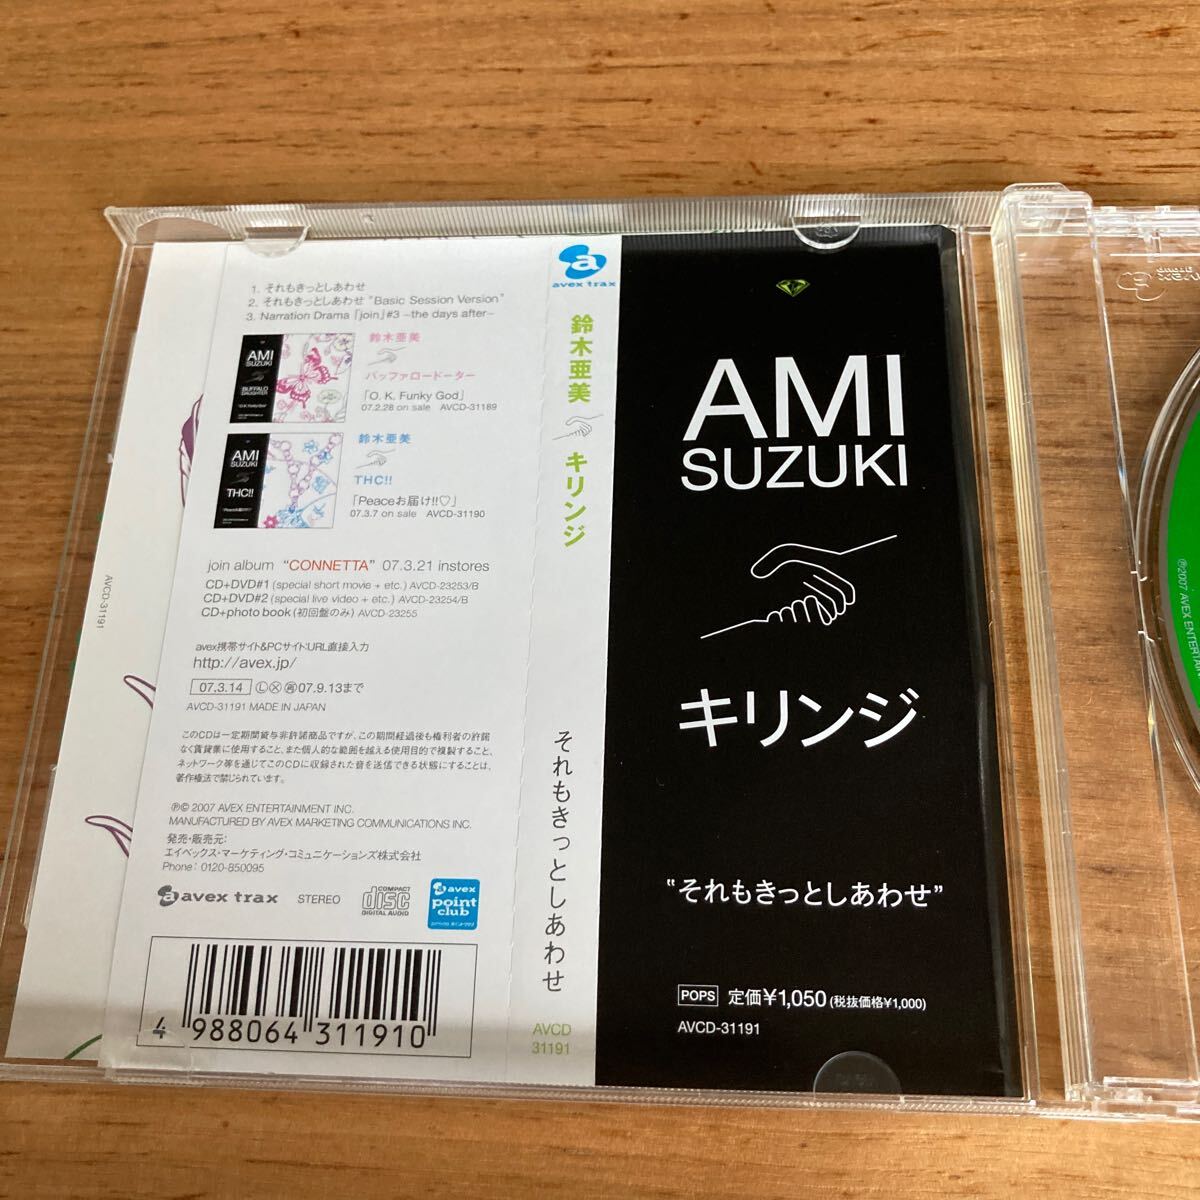 1. それもきっとしあわせ
2. それもきっとしあわせ "Basic Session Version"
3. Narration Drama「join」#3 –the days after–
AMI
SUZUKI
BUFFALO
DAUGHTER
"O.K. Funky God"
鈴木亜美
バッファロードーター
「O. K. Funky God」
07.2.28 on sale AVCD-31189
AMI
SUZUKI
THC!!
鈴木亜美
THC!!
「Peaceお届け!!♡」
07.3.7 on sale AVCD-31190
join album “CONNETTA” 07.3.21 instores
CD+DVD#1 (special short movie + etc.) AVCD-23253/B
CD+DVD#2 (special live video + etc.) AVCD-23254/B
CD+photo book (初回盤のみ) AVCD-23255
avex携帯サイト&PCサイト:URL直接入力
http://avex.jp/
07.3.14 Ⓛ Ⓧ 07.9.13まで
AVCD-31191 MADE IN JAPAN
このCDは一定期間貸与非許諾商品ですが、この期間経過後も権利者の許諾
なく賃貸業に使用すること、また個人的な範囲を越える使用目的で複製すること、
ネットワーク等を通じてこのCDに収録された音を送信できる状態にすることは、
著作権法で禁じられています。
℗© 2007 AVEX ENTERTAINMENT INC.
MANUFACTURED BY AVEX MARKETING COMMUNICATIONS INC.
発売・販売元:
エイベックス・マーケティング・コミュニケーションズ株式会社
Phone: 0120-850095
avex trax STEREO COMPACT disc DIGITAL AUDIO
avex
point
club
4 988064 311910
AVCD-31191
a
avex trax
鈴木亜美
キリンジ
それもきっとしあわせ
AVCD
31191
AMI
SUZUKI
キリンジ
“それもきっとしあわせ”
POPS 定価¥1,050 (税抜価格¥1,000)
AVCD-31191
℗2007 AVEX ENTERTAIN